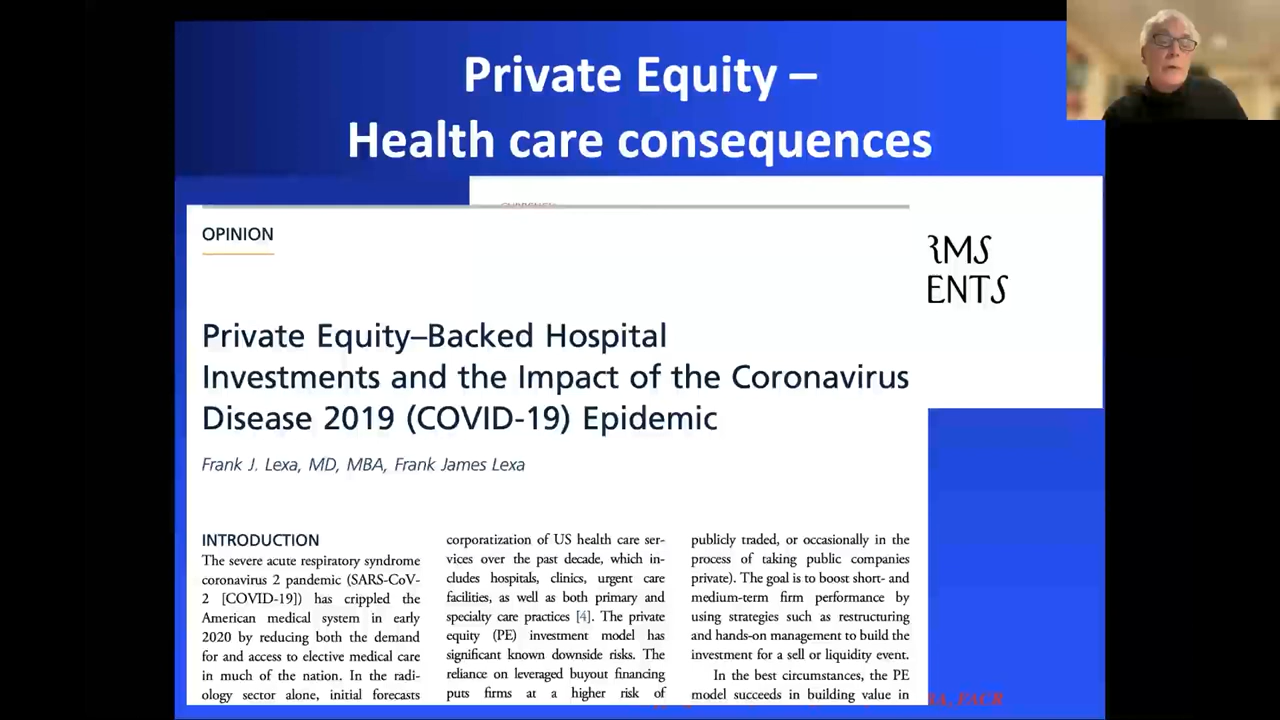 Private Equity –
Health care consequences
OPINION
RMS
ENTS
Private Equity–Backed Hospital
Investments and the Impact of the Coronavirus
Disease 2019 (COVID-19) Epidemic
Frank J. Lexa, MD, MBA, Frank James Lexa
INTRODUCTION
The severe acute respiratory syndrome
coronavirus 2 pandemic (SARS-CoV-
2 [COVID-19]) has crippled the
American medical system in early
2020 by reducing both the demand
for and access to elective medical care
in much of the nation. In the radi-
ology sector alone, initial forecasts
corporatization of US health care ser-
vices over the past decade, which in-
cludes hospitals, clinics, urgent care
facilities, as well as both primary and
specialty care practices [4]. The private
equity (PE) investment model has
significant known downside risks. The
reliance on leveraged buyout financing
puts firms at a higher risk of
publicly traded, or occasionally in the
process of taking public companies
private). The goal is to boost short- and
medium-term firm performance by
using strategies such as restructuring
and hands-on management to build the
investment for a sell or liquidity event.
In the best circumstances, the PE
model succeeds in building value in
FACR